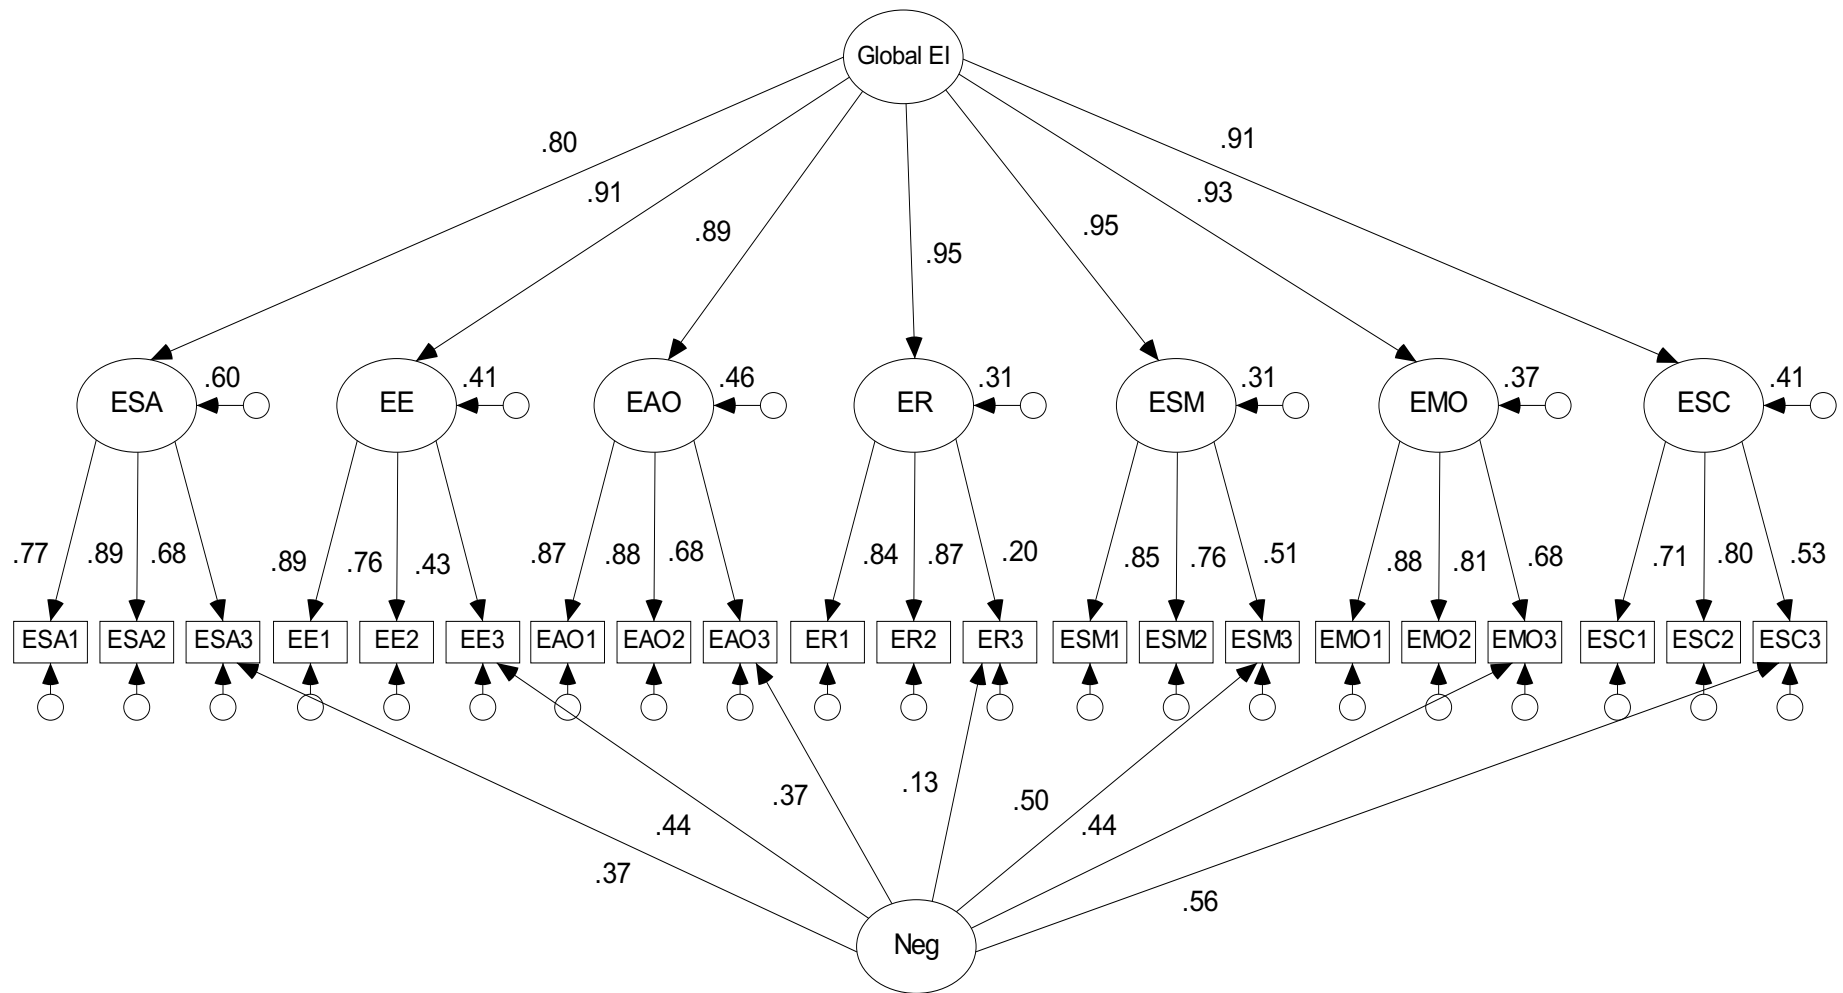 Global EI
.80
.91
.89
.95
.95
.93
.91
ESA
.60
EE
.41
EAO
.46
ER
.31
ESM
.31
EMO
.37
ESC
.41
.77
.89
.68
.89
.76
.43
.87
.88
.68
.84
.87
.20
.85
.76
.51
.88
.81
.68
.71
.80
.53
ESA1
ESA2
ESA3
EE1
EE2
EE3
EAO1
EAO2
EAO3
ER1
ER2
ER3
ESM1
ESM2
ESM3
EMO1
EMO2
EMO3
ESC1
ESC2
ESC3
.37
.44
.37
.13
.50
.44
.56
Neg